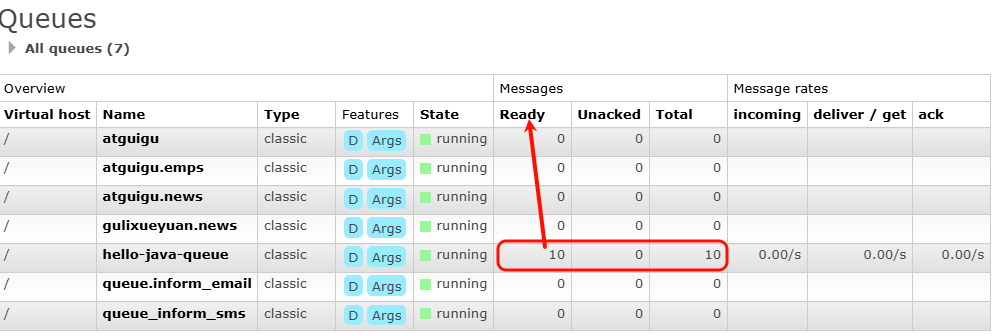 Queues
All queues (7)
Overview Messages Message rates
Virtual host Name Type Features State Ready Unacked Total incoming deliver / get ack
/ atguigu classic D Args running 0 0 0
/ atguigu.emps classic D Args running 0 0 0
/ atguigu.news classic D Args running 0 0 0
/ gulixueyuan.news classic D Args running 0 0 0
/ hello-java-queue classic D Args running 10 0 10 0.00/s 0.00/s 0.00/s
/ queue.inform_email classic D Args running 0 0 0
/ queue_inform_sms classic D Args running 0 0 0